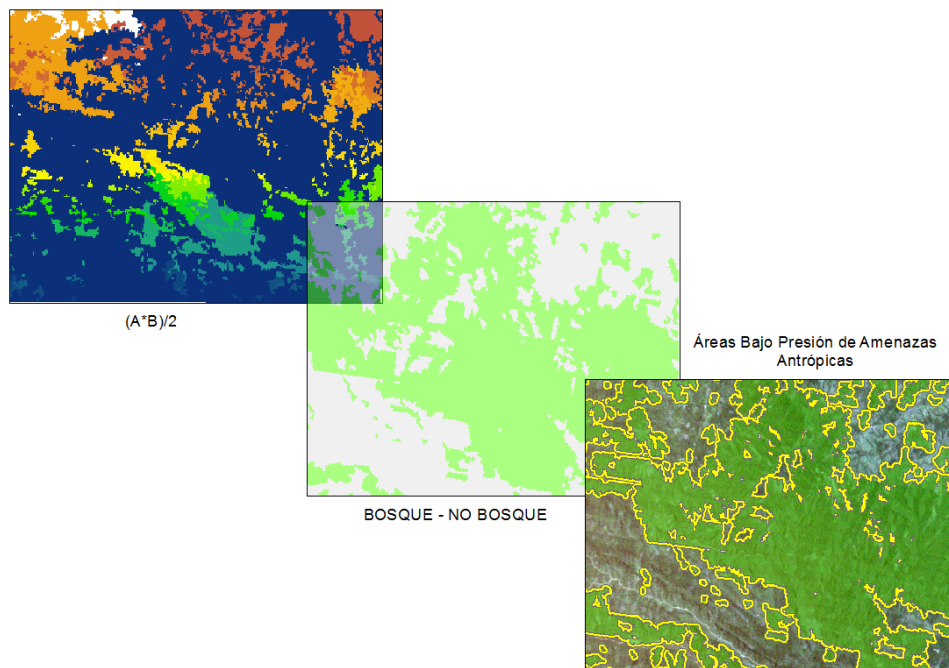 (A*B)/2
BOSQUE - NO BOSQUE
Áreas Bajo Presión de Amenazas
Antrópicas